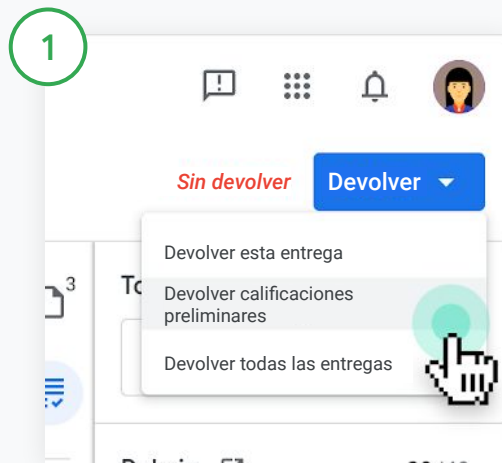 1
Sin devolver
Devolver
Devolver esta entrega
3
Devolver calificaciones
preliminares
Devolver todas las entregas